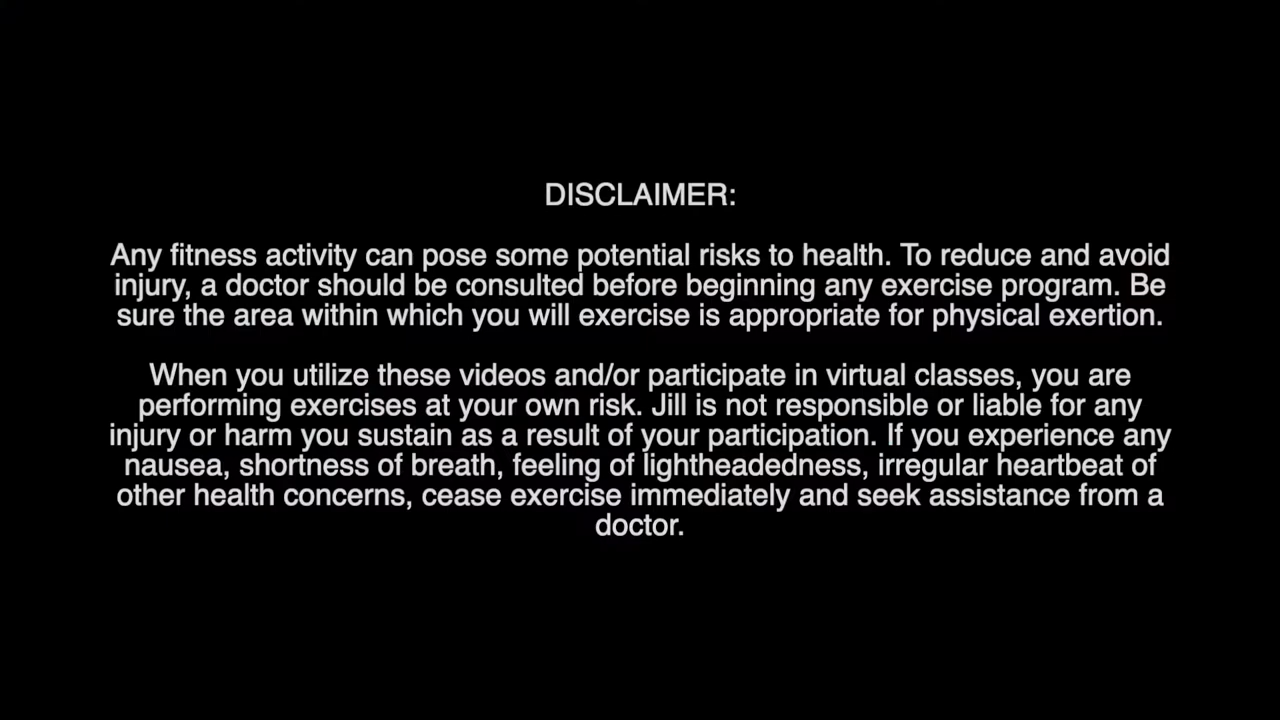 DISCLAIMER:
Any fitness activity can pose some potential risks to health. To reduce and avoid
injury, a doctor should be consulted before beginning any exercise program. Be
sure the area within which you will exercise is appropriate for physical exertion.
When you utilize these videos and/or participate in virtual classes, you are
performing exercises at your own risk. Jill is not responsible or liable for any
injury or harm you sustain as a result of your participation. If you experience any
nausea, shortness of breath, feeling of lightheadedness, irregular heartbeat of
other health concerns, cease exercise immediately and seek assistance from a
doctor.